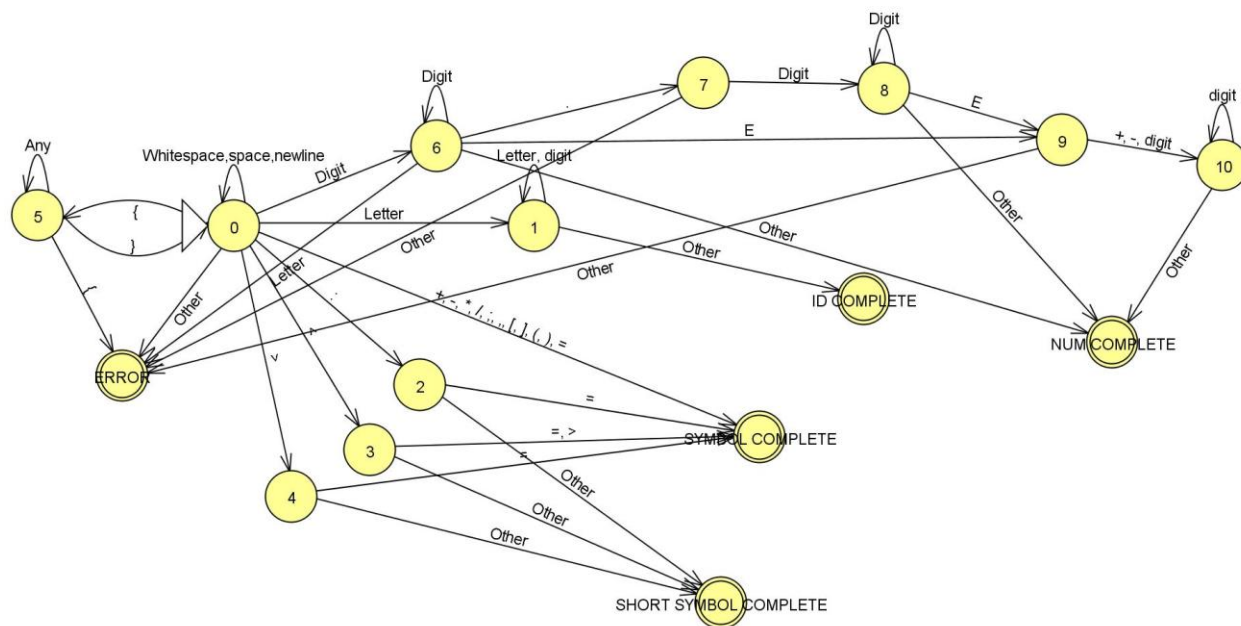 Digit
7
Digit
8
Digit
.
E
digit
Any
Whitespace,space,newline
6
E
9
+, -, digit
10
Digit
Letter, digit
5
{
}
0
Letter
1
Other
Other
Letter
Other
Other
Other
Other
Other
{
Other
ID COMPLETE
+, -, *, /, ;, ,, [, ], (, ), =
NUM COMPLETE
ERROR
2
=
3
=, >
SYMBOL COMPLETE
4
=
Other
Other
Other
SHORT SYMBOL COMPLETE